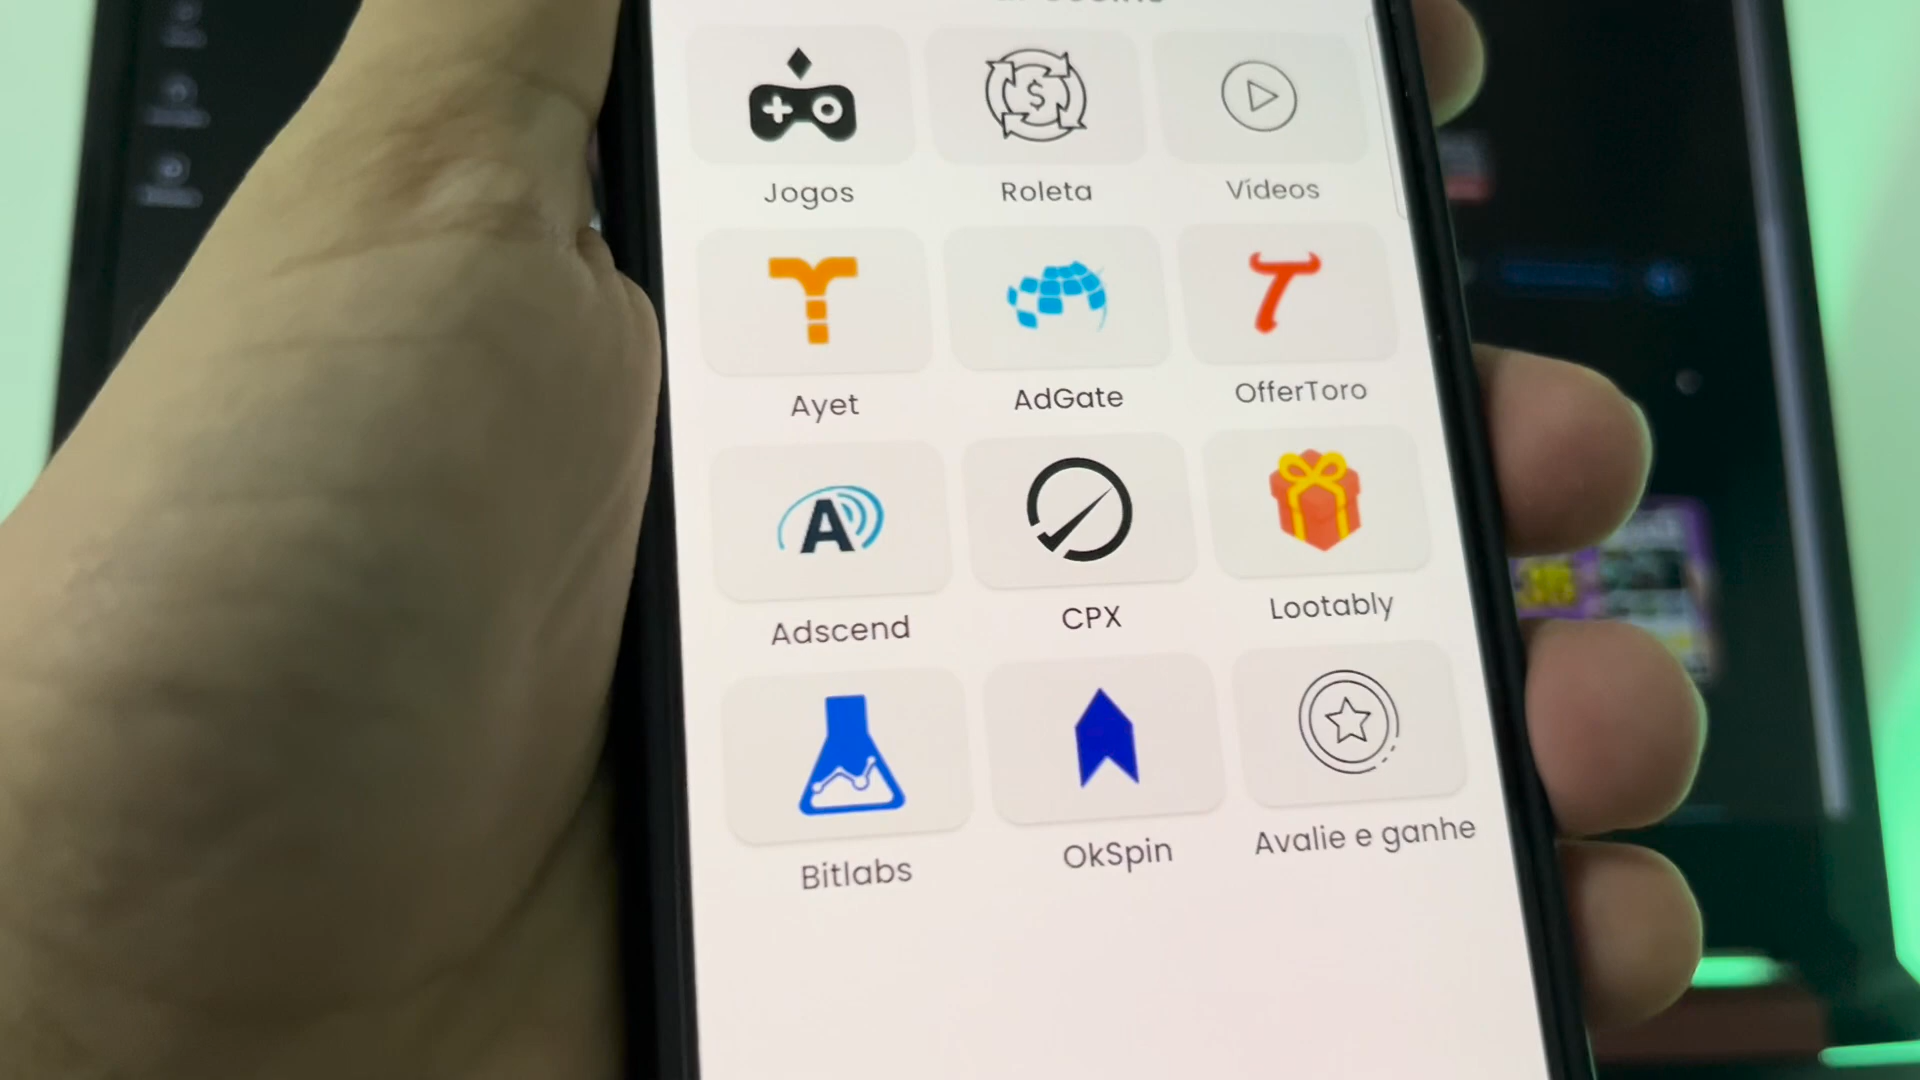 Jogos
Roleta
Vídeos
Ayet
AdGate
OfferToro
Adscend
CPX
Lootably
Bitlabs
OkSpin
Avalie e ganhe